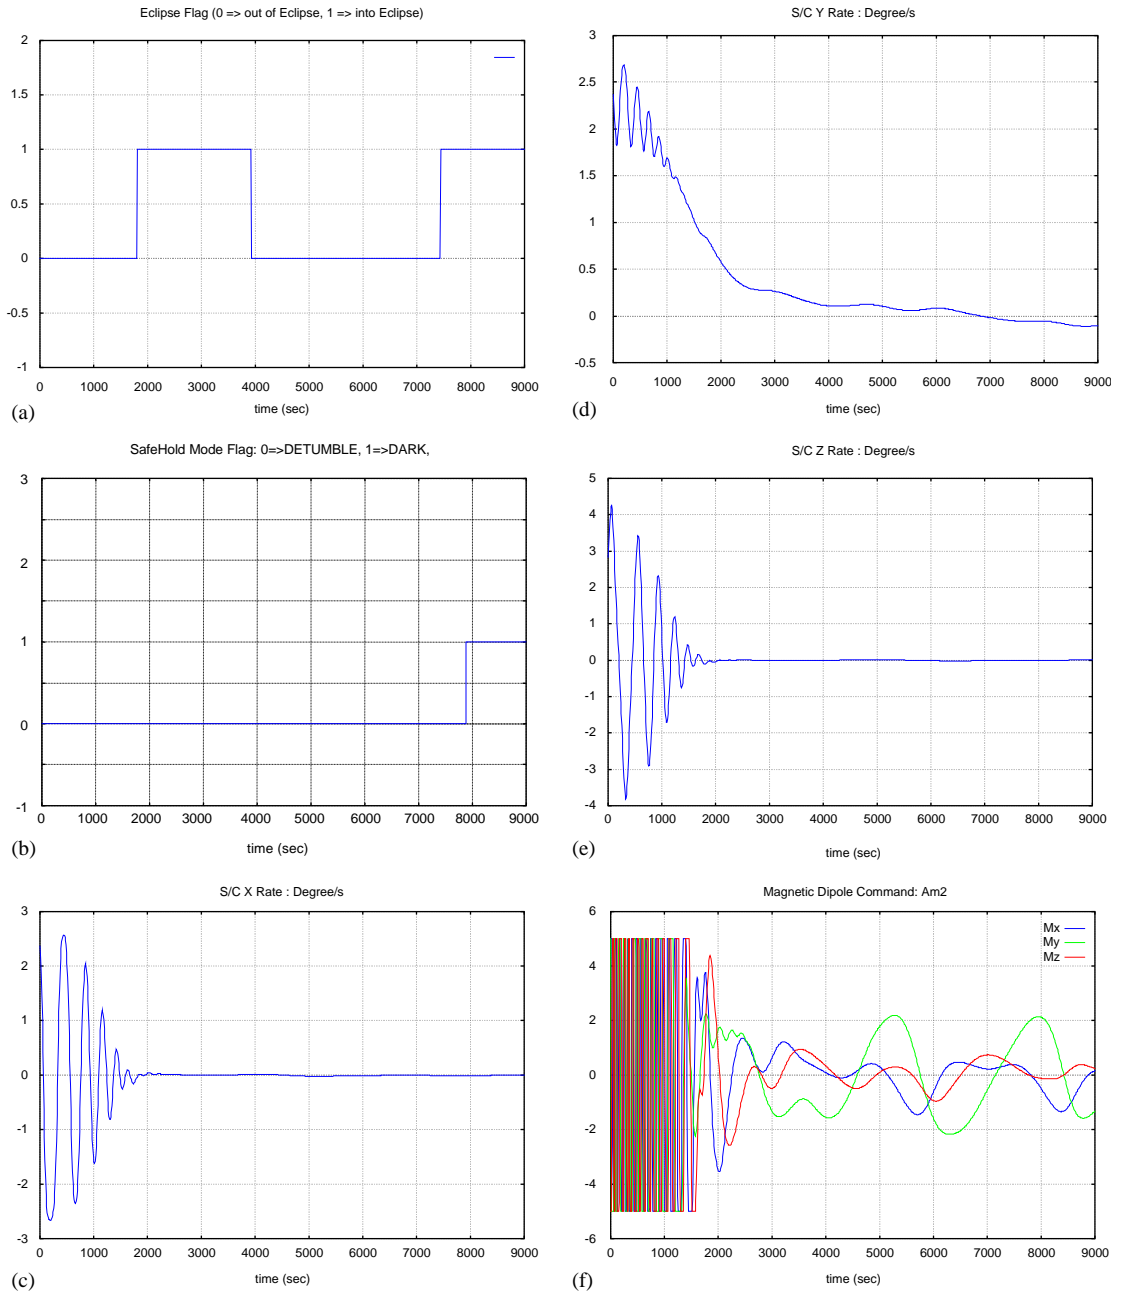 Eclipse Flag (0 => out of Eclipse, 1 => into Eclipse)
2
1.5
1
0.5
0
-0.5
-1
0 1000 2000 3000 4000 5000 6000 7000 8000 9000
time (sec)
(a)
S/C Y Rate : Degree/s
3
2.5
2
1.5
1
0.5
0
-0.5
0 1000 2000 3000 4000 5000 6000 7000 8000 9000
time (sec)
(d)
SafeHold Mode Flag: 0=>DETUMBLE, 1=>DARK,
3
2
1
0
-1
0 1000 2000 3000 4000 5000 6000 7000 8000 9000
time (sec)
(b)
S/C Z Rate : Degree/s
5
4
3
2
1
0
-1
-2
-3
-4
0 1000 2000 3000 4000 5000 6000 7000 8000 9000
time (sec)
(e)
S/C X Rate : Degree/s
3
2
1
0
-1
-2
-3
0 1000 2000 3000 4000 5000 6000 7000 8000 9000
time (sec)
(c)
Magnetic Dipole Command: Am2
6
4
2
0
-2
-4
-6
Mx
My
Mz
0 1000 2000 3000 4000 5000 6000 7000 8000 9000
time (sec)
(f)